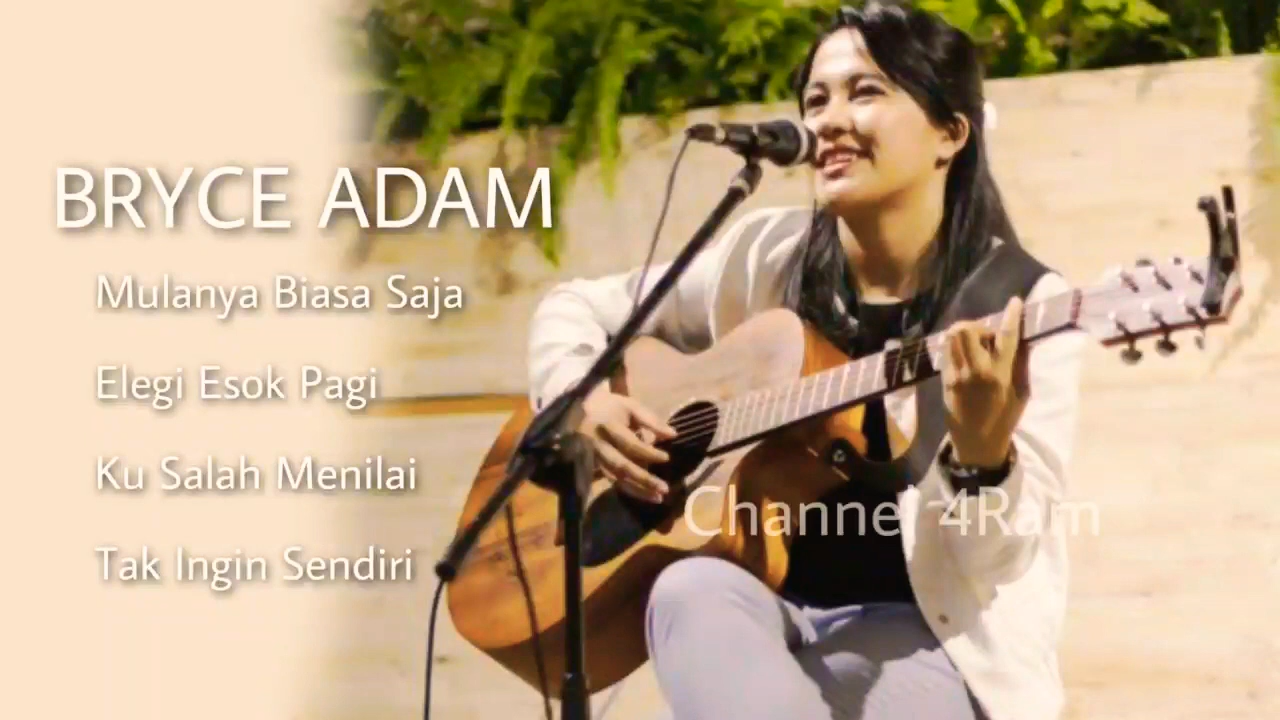 BRYCE ADAM
Mulanya Biasa Saja
Elegi Esok Pagi
Ku Salah Menilai
Tak Ingin Sendiri
Channel 4Ram